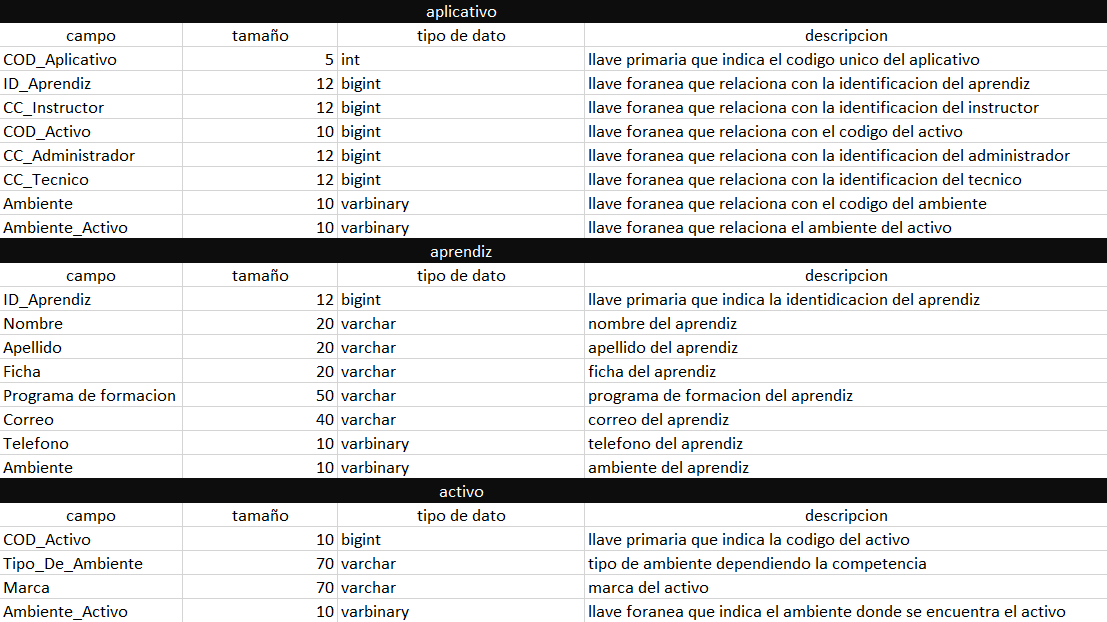 aplicativo
campo tamaño tipo de dato descripcion
COD_Aplicativo 5 int llave primaria que indica el codigo unico del aplicativo
ID_Aprendiz 12 bigint llave foranea que relaciona con la identificacion del aprendiz
CC_Instructor 12 bigint llave foranea que relaciona con la identificacion del instructor
COD_Activo 10 bigint llave foranea que relaciona con el codigo del activo
CC_Administrador 12 bigint llave foranea que relaciona con la identificacion del administrador
CC_Tecnico 12 bigint llave foranea que relaciona con la identificacion del tecnico
Ambiente 10 varbinary llave foranea que relaciona con el codigo del ambiente
Ambiente_Activo 10 varbinary llave foranea que relaciona el ambiente del activo
aprendiz
campo tamaño tipo de dato descripcion
ID_Aprendiz 12 bigint llave primaria que indica la identidicacion del aprendiz
Nombre 20 varchar nombre del aprendiz
Apellido 20 varchar apellido del aprendiz
Ficha 20 varchar ficha del aprendiz
Programa de formacion 50 varchar programa de formacion del aprendiz
Correo 40 varchar correo del aprendiz
Telefono 10 varbinary telefono del aprendiz
Ambiente 10 varbinary ambiente del aprendiz
activo
campo tamaño tipo de dato descripcion
COD_Activo 10 bigint llave primaria que indica la codigo del activo
Tipo_De_Ambiente 70 varchar tipo de ambiente dependiendo la competencia
Marca 70 varchar marca del activo
Ambiente_Activo 10 varbinary llave foranea que indica el ambiente donde se encuentra el activo